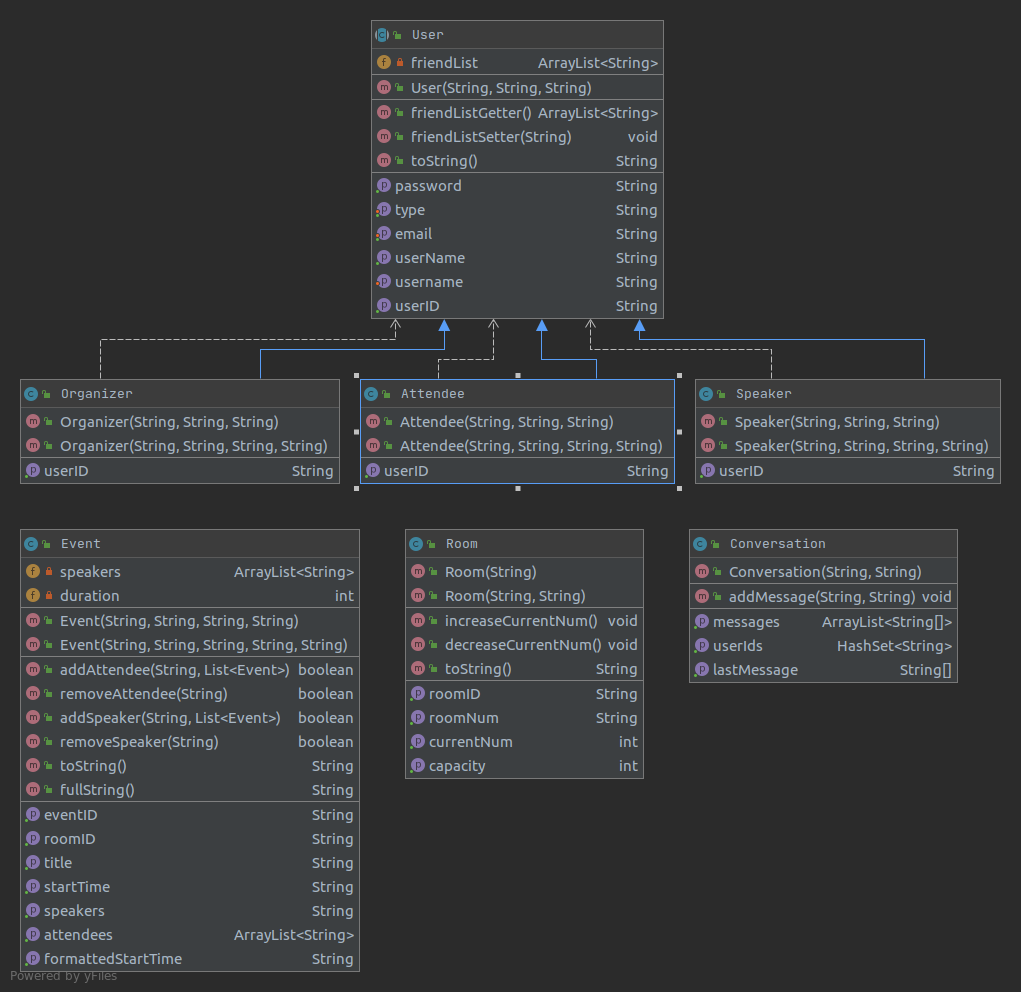 User
friendList ArrayList<String>
User(String, String, String)
friendListGetter() ArrayList<String>
friendListSetter(String) void
toString() String
password String
type String
email String
userName String
username String
userID String
Organizer
Organizer(String, String, String)
Organizer(String, String, String, String)
userID String
Attendee
Attendee(String, String, String)
Attendee(String, String, String, String)
userID String
Speaker
Speaker(String, String, String)
Speaker(String, String, String, String)
userID String
Event
speakers ArrayList<String>
duration int
Event(String, String, String, String)
Event(String, String, String, String, String)
addAttendee(String, List<Event>) boolean
removeAttendee(String) boolean
addSpeaker(String, List<Event>) boolean
removeSpeaker(String) boolean
toString() String
fullString() String
eventID String
roomID String
title String
startTime String
speakers String
attendees ArrayList<String>
formattedStartTime String
Room
Room(String)
Room(String, String)
increaseCurrentNum() void
decreaseCurrentNum() void
toString() String
roomID String
roomNum String
currentNum int
capacity int
Conversation
Conversation(String, String)
addMessage(String, String) void
messages ArrayList<String[]>
userIds HashSet<String>
lastMessage String[]
Powered by yFiles